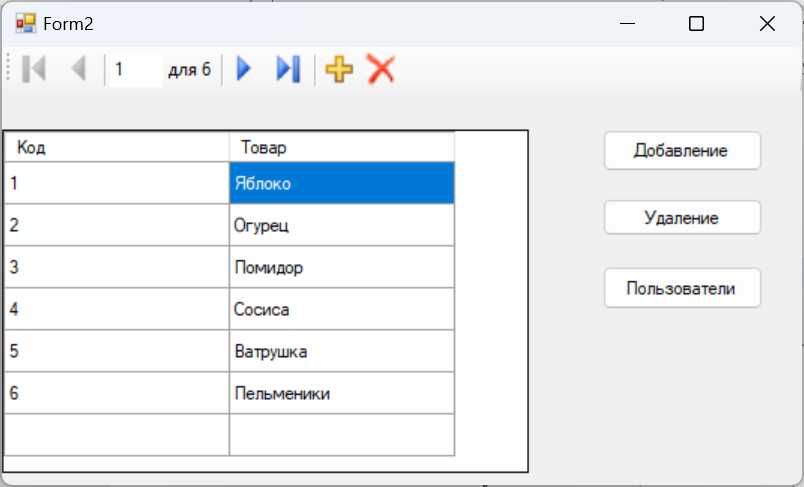 Form2
1 для 6
Код Товар
1 Яблоко
2 Огурец
3 Помидор
4 Сосиса
5 Ватрушка
6 Пельменики
Добавление
Удаление
Пользователи